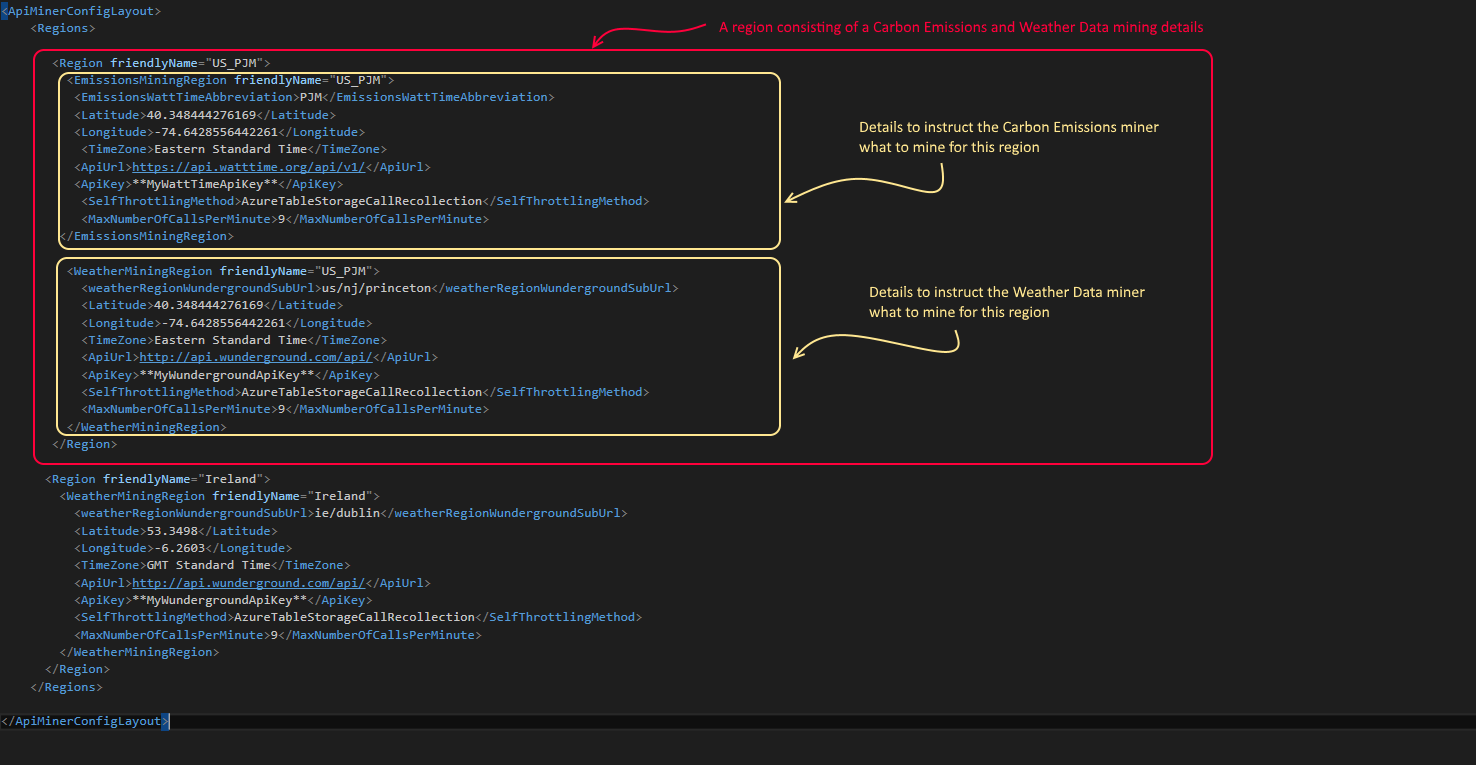 <ApiMinerConfigLayout>
<Regions>
A region consisting of a Carbon Emissions and Weather Data mining details
<Region friendlyName="US_PJM">
<EmissionsMiningRegion friendlyName="US_PJM">
<EmissionsWattTimeAbbreviation>PJM</EmissionsWattTimeAbbreviation>
<Latitude>40.348444276169</Latitude>
<Longitude>-74.6428556442261</Longitude>
<TimeZone>Eastern Standard Time</TimeZone>
<ApiUrl>https://api.watttime.org/api/v1/</ApiUrl>
<ApiKey>**MyWattTimeApiKey**</ApiKey>
<SelfThrottlingMethod>AzureTableStorageCallRecollection</SelfThrottlingMethod>
<MaxNumberOfCallsPerMinute>9</MaxNumberOfCallsPerMinute>
</EmissionsMiningRegion>
Details to instruct the Carbon Emissions miner
what to mine for this region
<WeatherMiningRegion friendlyName="US_PJM">
<weatherRegionWundergroundSubUrl>us/nj/princeton</weatherRegionWundergroundSubUrl>
<Latitude>40.348444276169</Latitude>
<Longitude>-74.6428556442261</Longitude>
<TimeZone>Eastern Standard Time</TimeZone>
<ApiUrl>http://api.wunderground.com/api/</ApiUrl>
<ApiKey>**MyWundergroundApiKey**</ApiKey>
<SelfThrottlingMethod>AzureTableStorageCallRecollection</SelfThrottlingMethod>
<MaxNumberOfCallsPerMinute>9</MaxNumberOfCallsPerMinute>
</WeatherMiningRegion>
Details to instruct the Weather Data miner
what to mine for this region
</Region>
<Region friendlyName="Ireland">
<WeatherMiningRegion friendlyName="Ireland">
<weatherRegionWundergroundSubUrl>ie/dublin</weatherRegionWundergroundSubUrl>
<Latitude>53.3498</Latitude>
<Longitude>-6.2603</Longitude>
<TimeZone>GMT Standard Time</TimeZone>
<ApiUrl>http://api.wunderground.com/api/</ApiUrl>
<ApiKey>**MyWundergroundApiKey**</ApiKey>
<SelfThrottlingMethod>AzureTableStorageCallRecollection</SelfThrottlingMethod>
<MaxNumberOfCallsPerMinute>9</MaxNumberOfCallsPerMinute>
</WeatherMiningRegion>
</Region>
</Regions>
</ApiMinerConfigLayout>